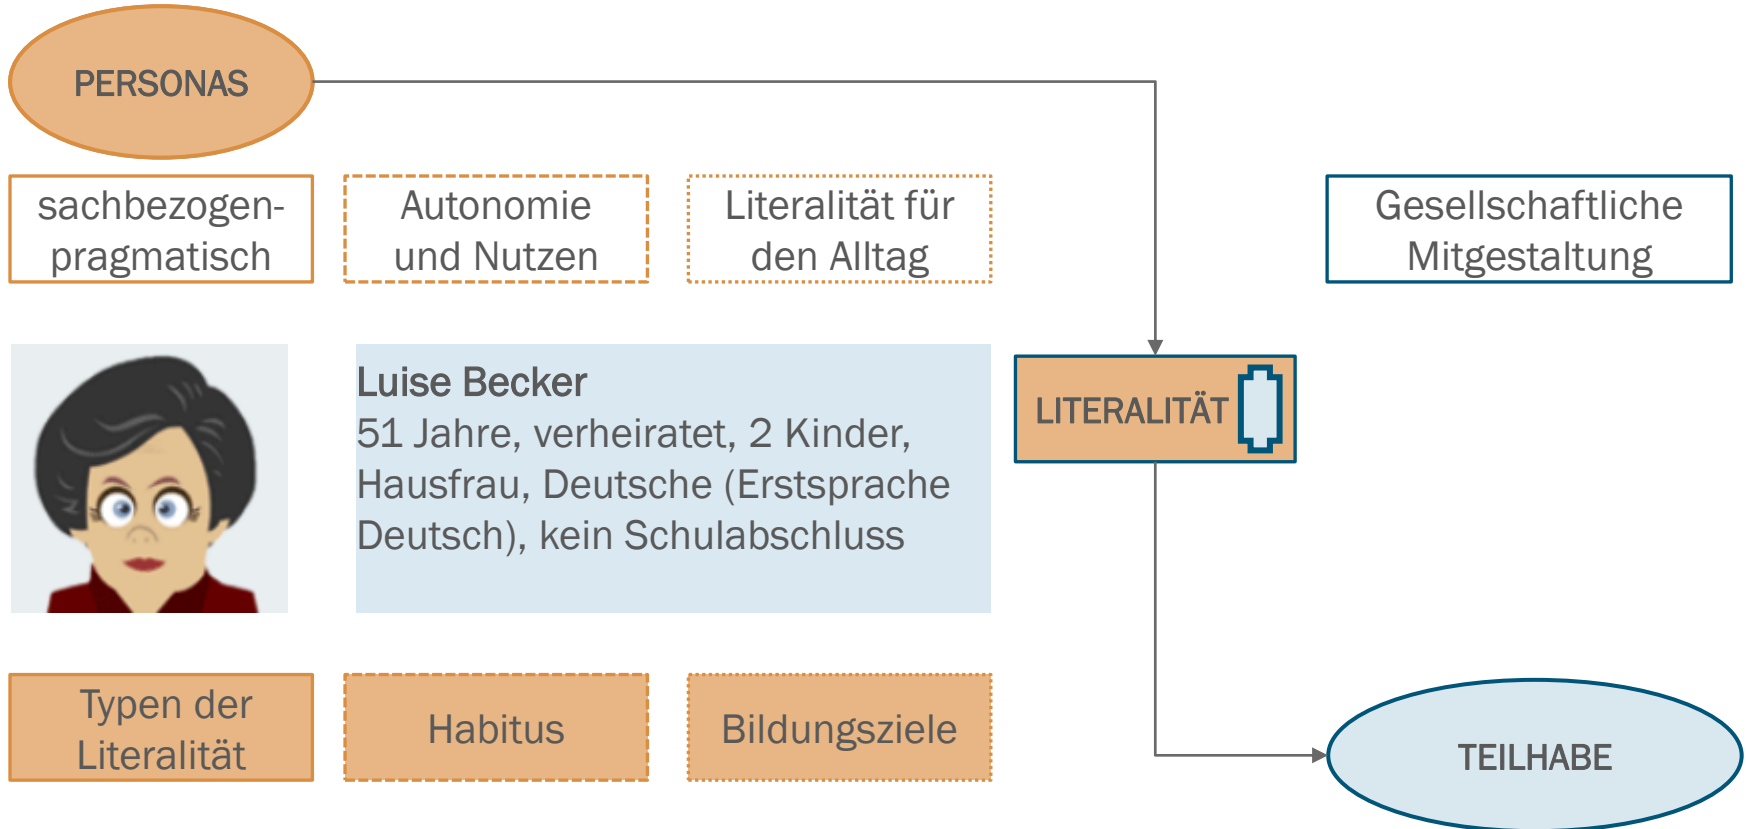 PERSONAS
sachbezogen-
pragmatisch
Autonomie
und Nutzen
Literalität für
den Alltag
Gesellschaftliche
Mitgestaltung
Luise Becker
51 Jahre, verheiratet, 2 Kinder,
Hausfrau, Deutsche (Erstsprache
Deutsch), kein Schulabschluss
LITERALITÄT
Typen der
Literalität
Habitus
Bildungsziele
TEILHABE